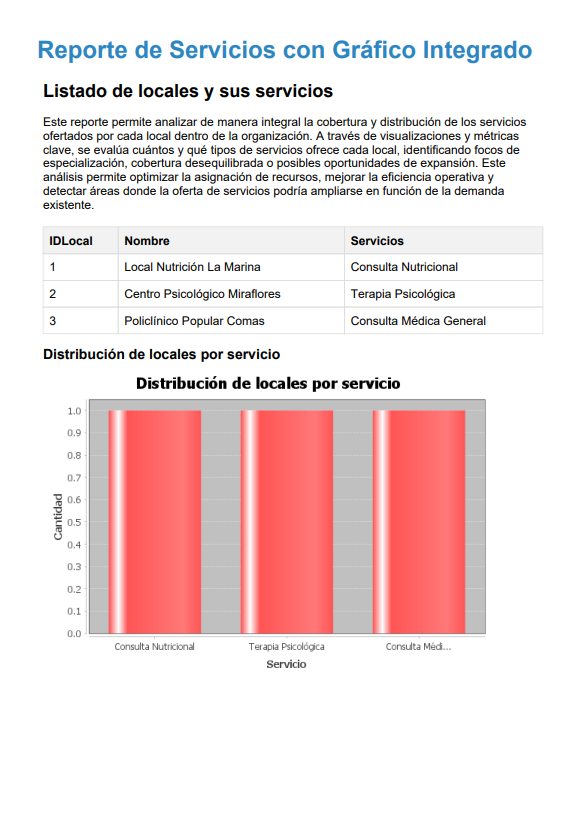 Reporte de Servicios con Gráfico Integrado
Listado de locales y sus servicios
Este reporte permite analizar de manera integral la cobertura y distribución de los servicios
ofertados por cada local dentro de la organización. A través de visualizaciones y métricas
clave, se evalúa cuántos y qué tipos de servicios ofrece cada local, identificando focos de
especialización, cobertura desequilibrada o posibles oportunidades de expansión. Este
análisis permite optimizar la asignación de recursos, mejorar la eficiencia operativa y
detectar áreas donde la oferta de servicios podría ampliarse en función de la demanda
existente.
IDLocal Nombre Servicios
1 Local Nutrición La Marina Consulta Nutricional
2 Centro Psicológico Miraflores Terapia Psicológica
3 Policlínico Popular Comas Consulta Médica General
Distribución de locales por servicio
Distribución de locales por servicio
1.0
0.9
0.8
0.7
0.6
0.5
0.4
0.3
0.2
0.1
0.0
Cantidad
Consulta Nutricional Terapia Psicológica Consulta Médi...
Servicio